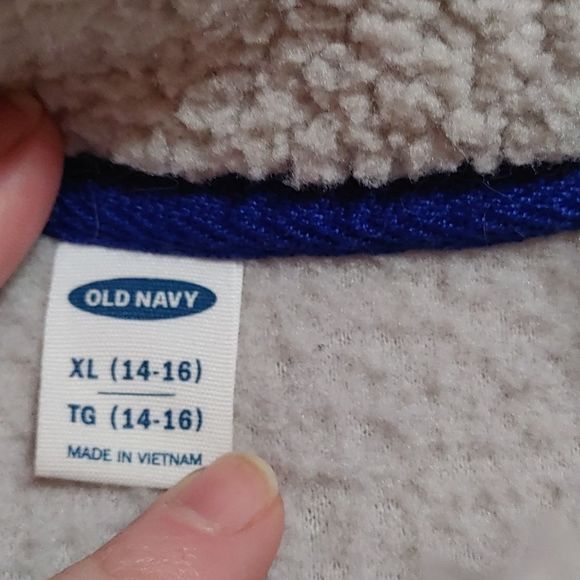 OLD NAVY
XL (14-16)
TG (14-16)
MADE IN VIETNAM